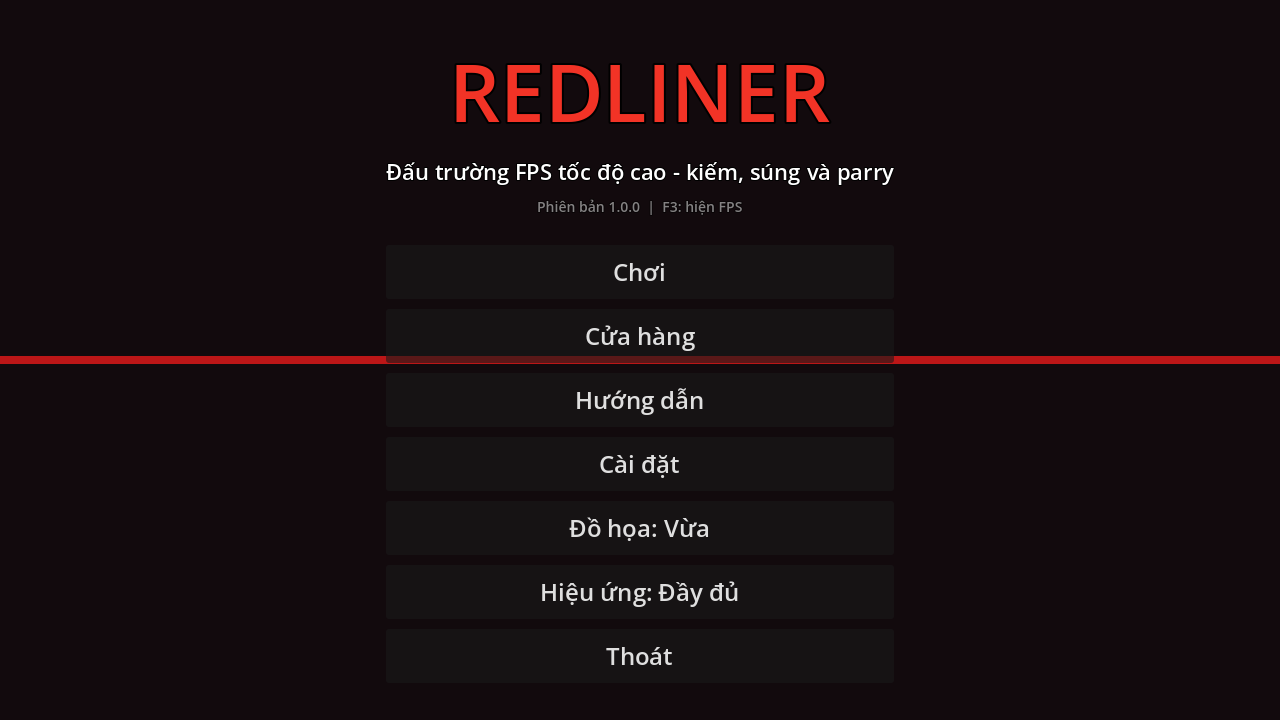 REDLINER
Đấu trường FPS tốc độ cao - kiếm, súng và parry
Phiên bản 1.0.0 | F3: hiện FPS
Chơi
Cửa hàng
Hướng dẫn
Cài đặt
Đồ họa: Vừa
Hiệu ứng: Đầy đủ
Thoát